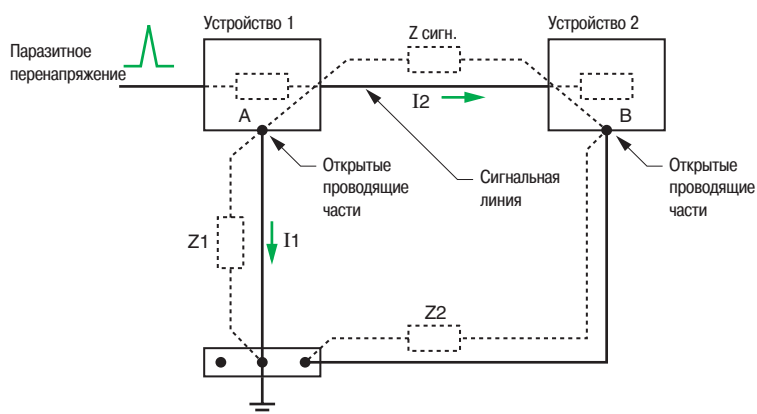 Устройство 1
Устройство 2
Z сигн.
Паразитное
перенапряжение
I2
A
B
Открытые
проводящие
части
Сигнальная
линия
Открытые
проводящие
части
Z1
I1
Z2